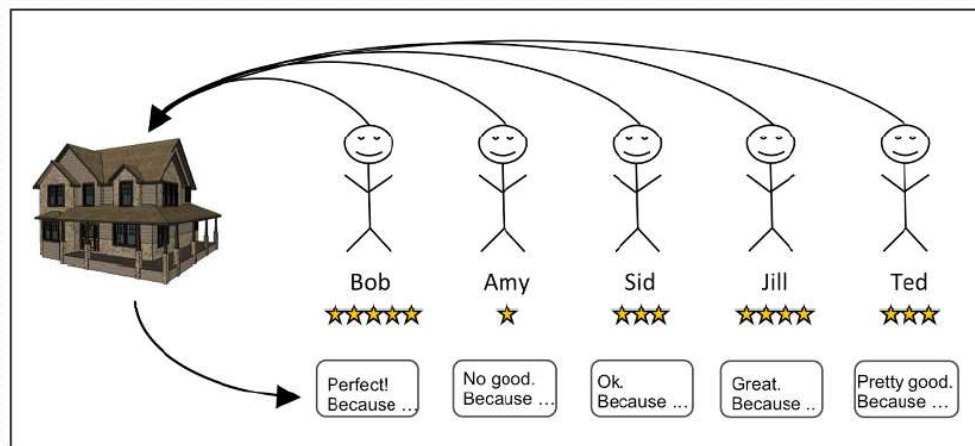 Bob Amy Sid Jill Ted
Perfect!
Because ...
No good.
Because ...
Ok.
Because ...
Great.
Because ..
Pretty good.
Because ...